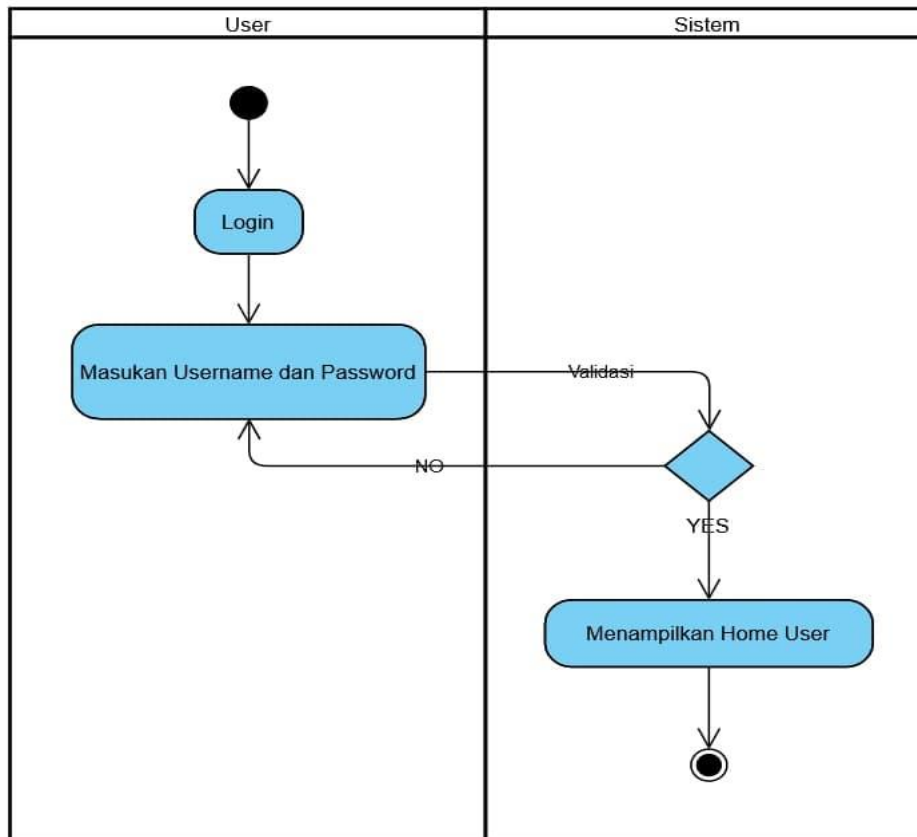 User
Sistem
Login
Masukan Username dan Password
Validasi
NO
YES
Menampilkan Home User